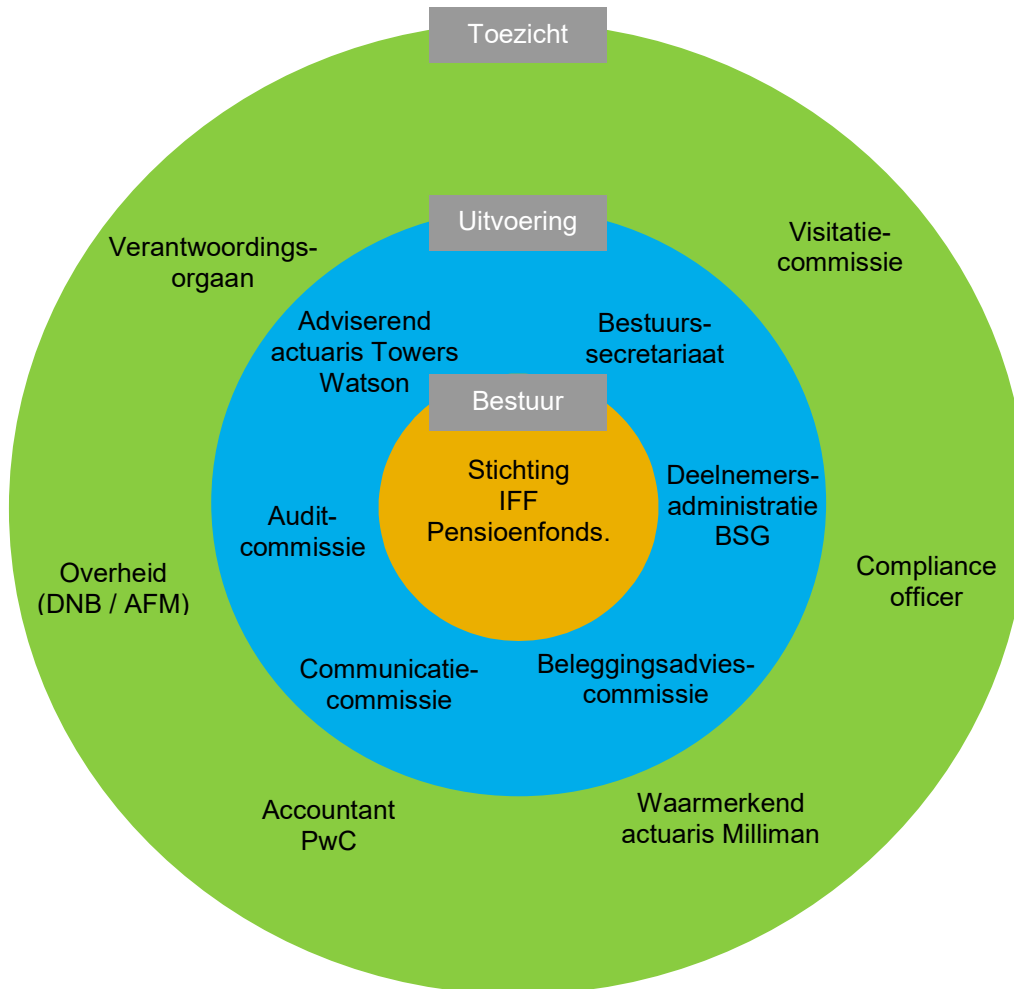 Toezicht
Uitvoering
Verantwoordings-
orgaan
Visitatie-
commissie
Adviserend
actuaris Towers
Watson
Bestuurs-
secretariaat
Bestuur
Stichting
IFF
Pensioenfonds.
Deelnemers-
administratie
BSG
Audit-
commissie
Overheid
(DNB / AFM)
Compliance
officer
Communicatie-
commissie
Beleggingsadvies-
commissie
Accountant
PwC
Waarmerkend
actuaris Milliman